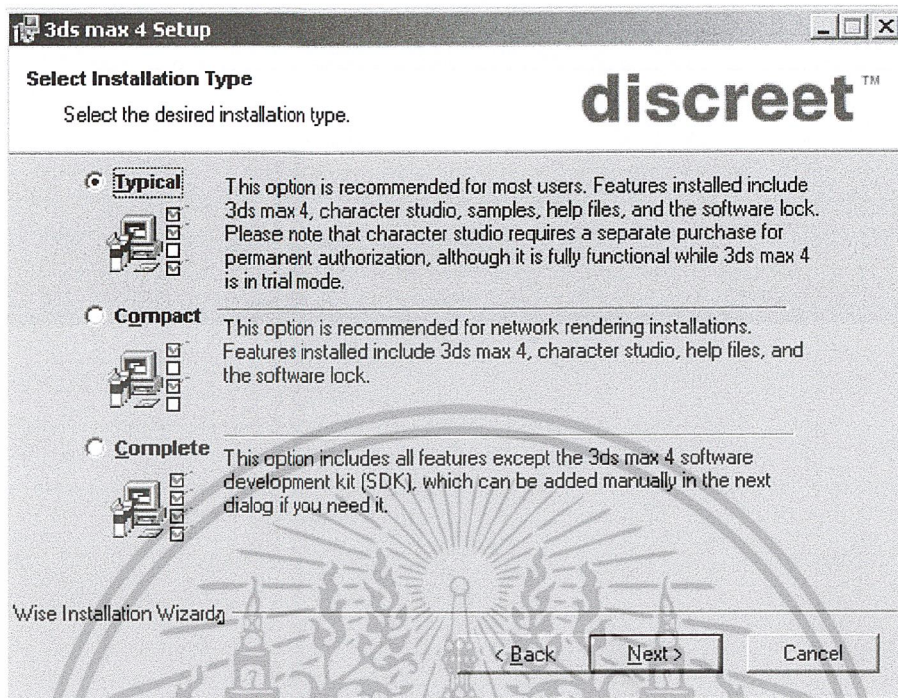 3ds max 4 Setup
Select Installation Type
Select the desired installation type.
discreet™
Typical
This option is recommended for most users. Features installed include
3ds max 4, character studio, samples, help files, and the software lock.
Please note that character studio requires a separate purchase for
permanent authorization, although it is fully functional while 3ds max 4
is in trial mode.
Compact
This option is recommended for network rendering installations.
Features installed include 3ds max 4, character studio, help files, and
the software lock.
Complete
This option includes all features except the 3ds max 4 software
development kit (SDK), which can be added manually in the next
dialog if you need it.
Wise Installation Wizard
< Back
Next >
Cancel